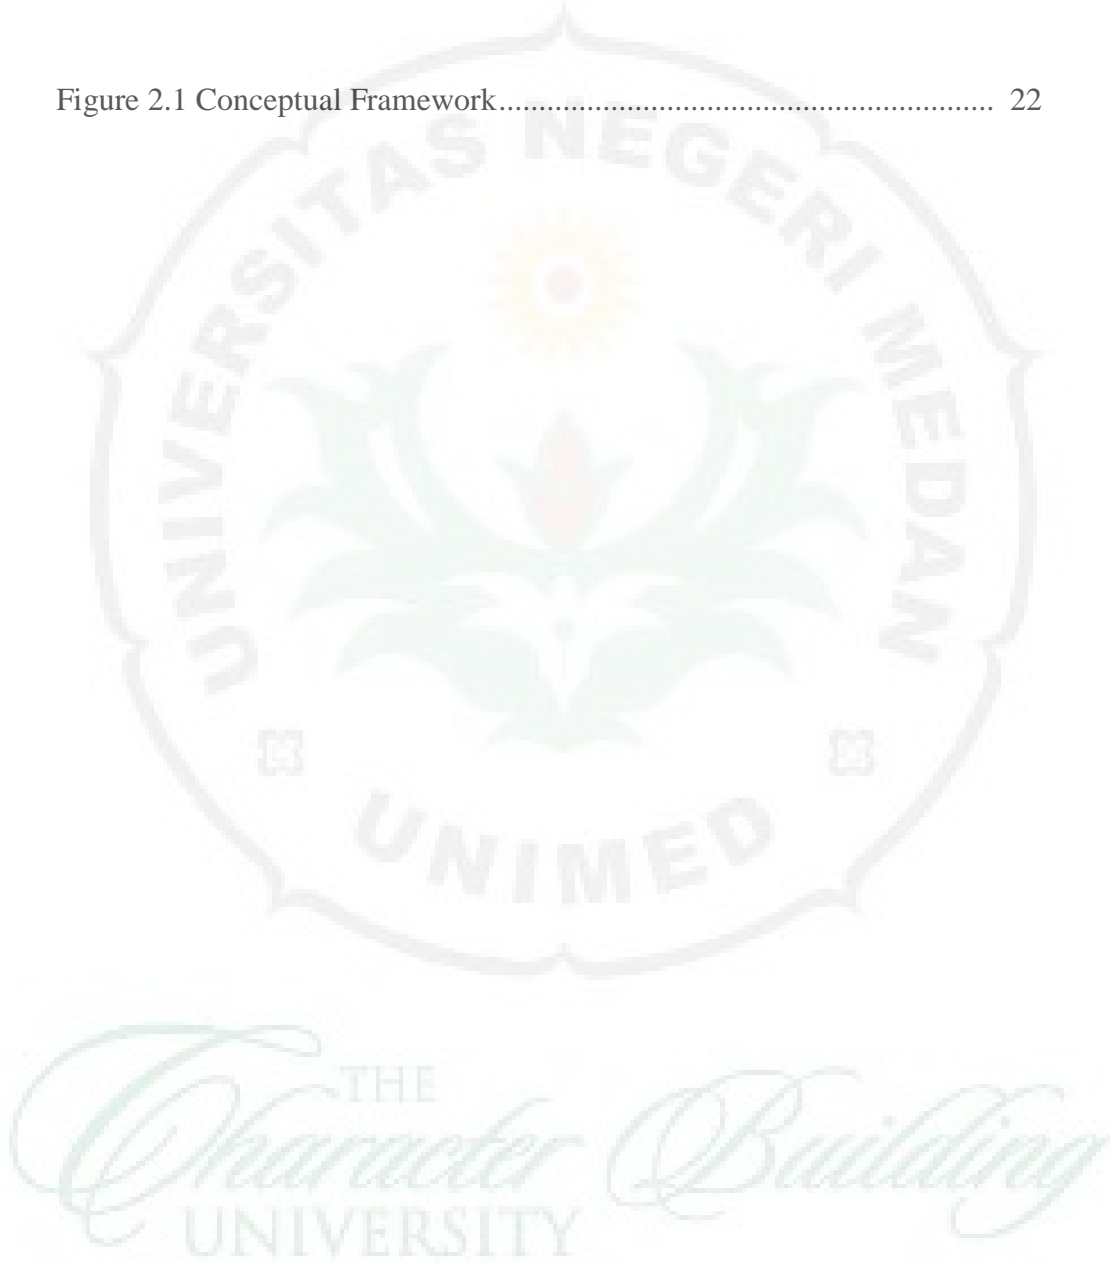 Figure 2.1 Conceptual Framework............................................................. 22
UNIVERSITAS NEGERI MEDAN
UNIMED
THE
Character Building
UNIVERSITY